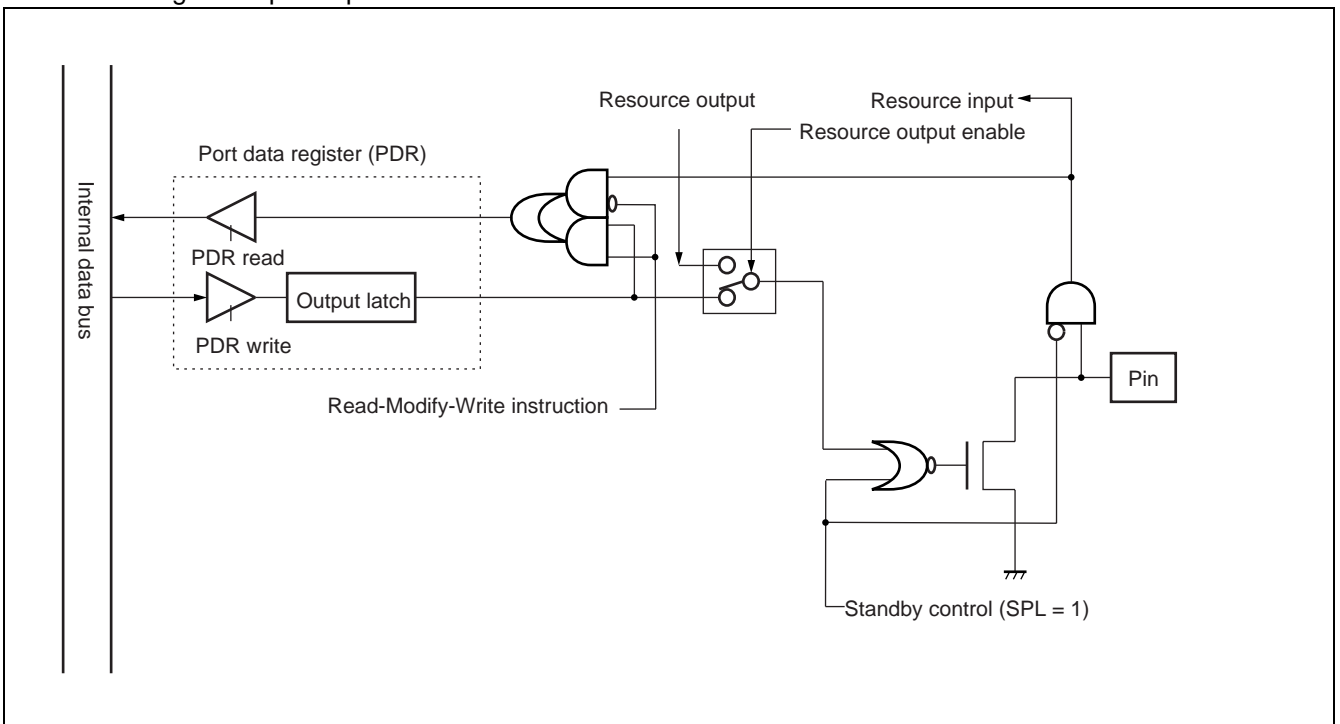 Resource output
Resource input
Resource output enable
Port data register (PDR)
Internal data bus
PDR read
Output latch
PDR write
Read-Modify-Write instruction
Pin
Standby control (SPL = 1)